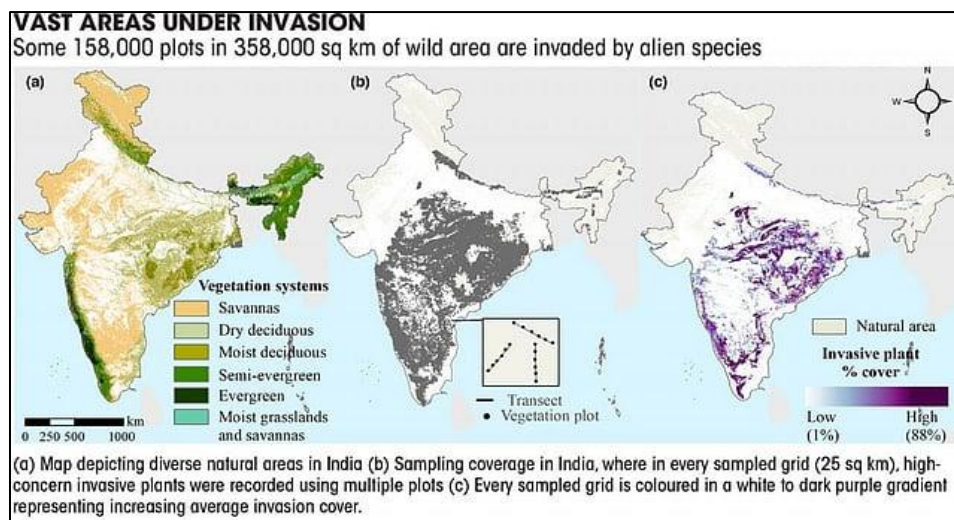 VAST AREAS UNDER INVASION
Some 158,000 plots in 358,000 sq km of wild area are invaded by alien species
(a)
(b)
(c)
N
W
E
S
Vegetation systems
Savannas
Dry deciduous
Moist deciduous
Semi-evergreen
Evergreen
Moist grasslands
and savannas
km
0 250 500 1000
Transect
Vegetation plot
Natural area
Invasive plant
% cover
Low High
(1%) (88%)
(a) Map depicting diverse natural areas in India (b) Sampling coverage in India, where in every sampled grid (25 sq km), high-
concern invasive plants were recorded using multiple plots (c) Every sampled grid is coloured in a white to dark purple gradient
representing increasing average invasion cover.